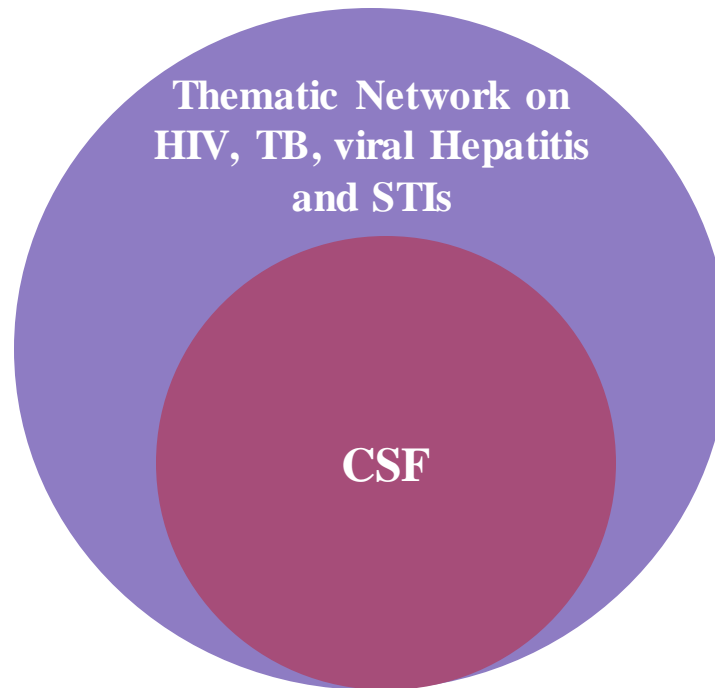 Thematic Network on
HIV, TB, viral Hepatitis
and STIs
CSF